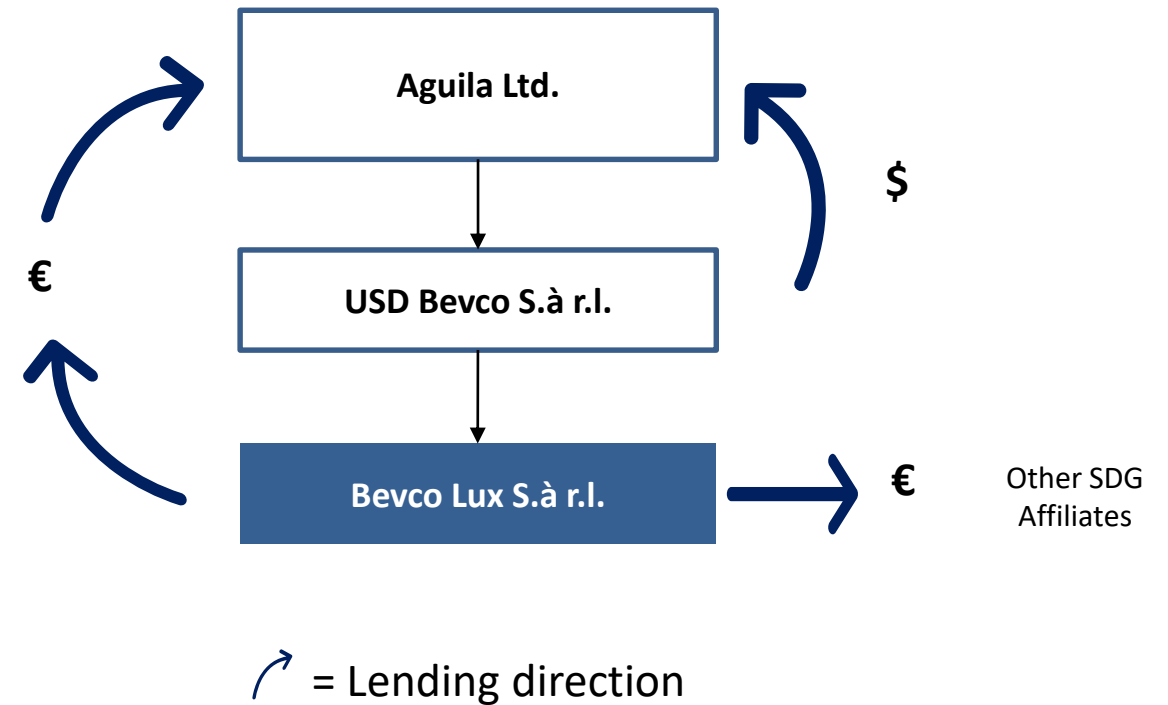 Aguila Ltd.
$
€
USD Bevco S.à r.l.
Bevco Lux S.à r.l.
€
Other SDG
Affiliates
= Lending direction